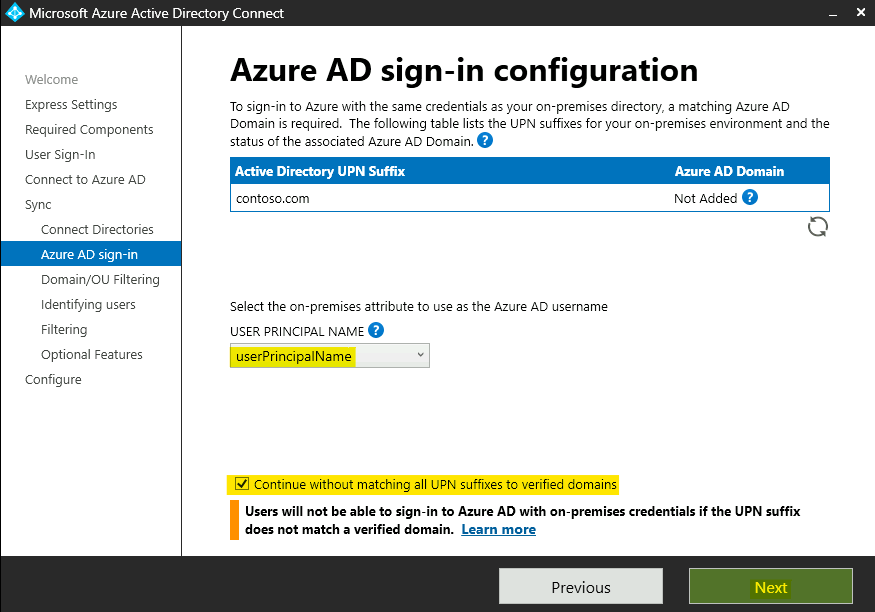 Microsoft Azure Active Directory Connect
Welcome
Express Settings
Required Components
User Sign-In
Connect to Azure AD
Sync
Connect Directories
Azure AD sign-in
Domain/OU Filtering
Identifying users
Filtering
Optional Features
Configure
Azure AD sign-in configuration
To sign-in to Azure with the same credentials as your on-premises directory, a matching Azure AD
Domain is required. The following table lists the UPN suffixes for your on-premises environment and the
status of the associated Azure AD Domain. ?
Active Directory UPN Suffix Azure AD Domain
contoso.com Not Added ?
Select the on-premises attribute to use as the Azure AD username
USER PRINCIPAL NAME ?
userPrincipalName
Continue without matching all UPN suffixes to verified domains
Users will not be able to sign-in to Azure AD with on-premises credentials if the UPN suffix
does not match a verified domain. Learn more
Previous Next